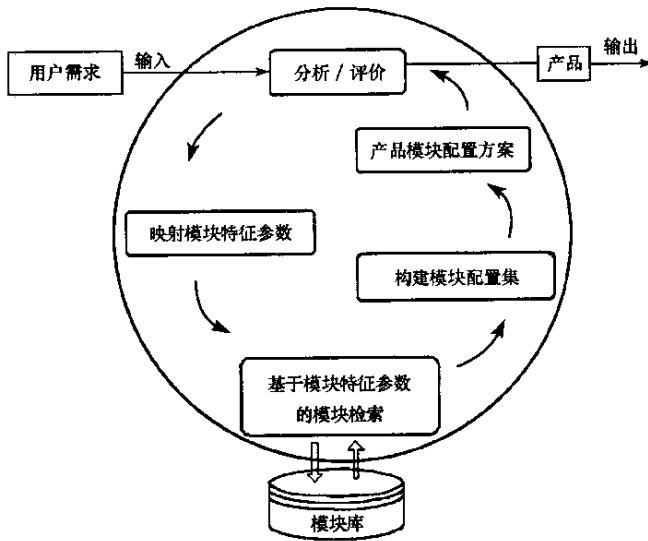 用户需求
输入
分析 / 评价
产品
输出
产品模块配置方案
映射模块特征参数
构建模块配置集
基于模块特征参数
的模块检索
模块库